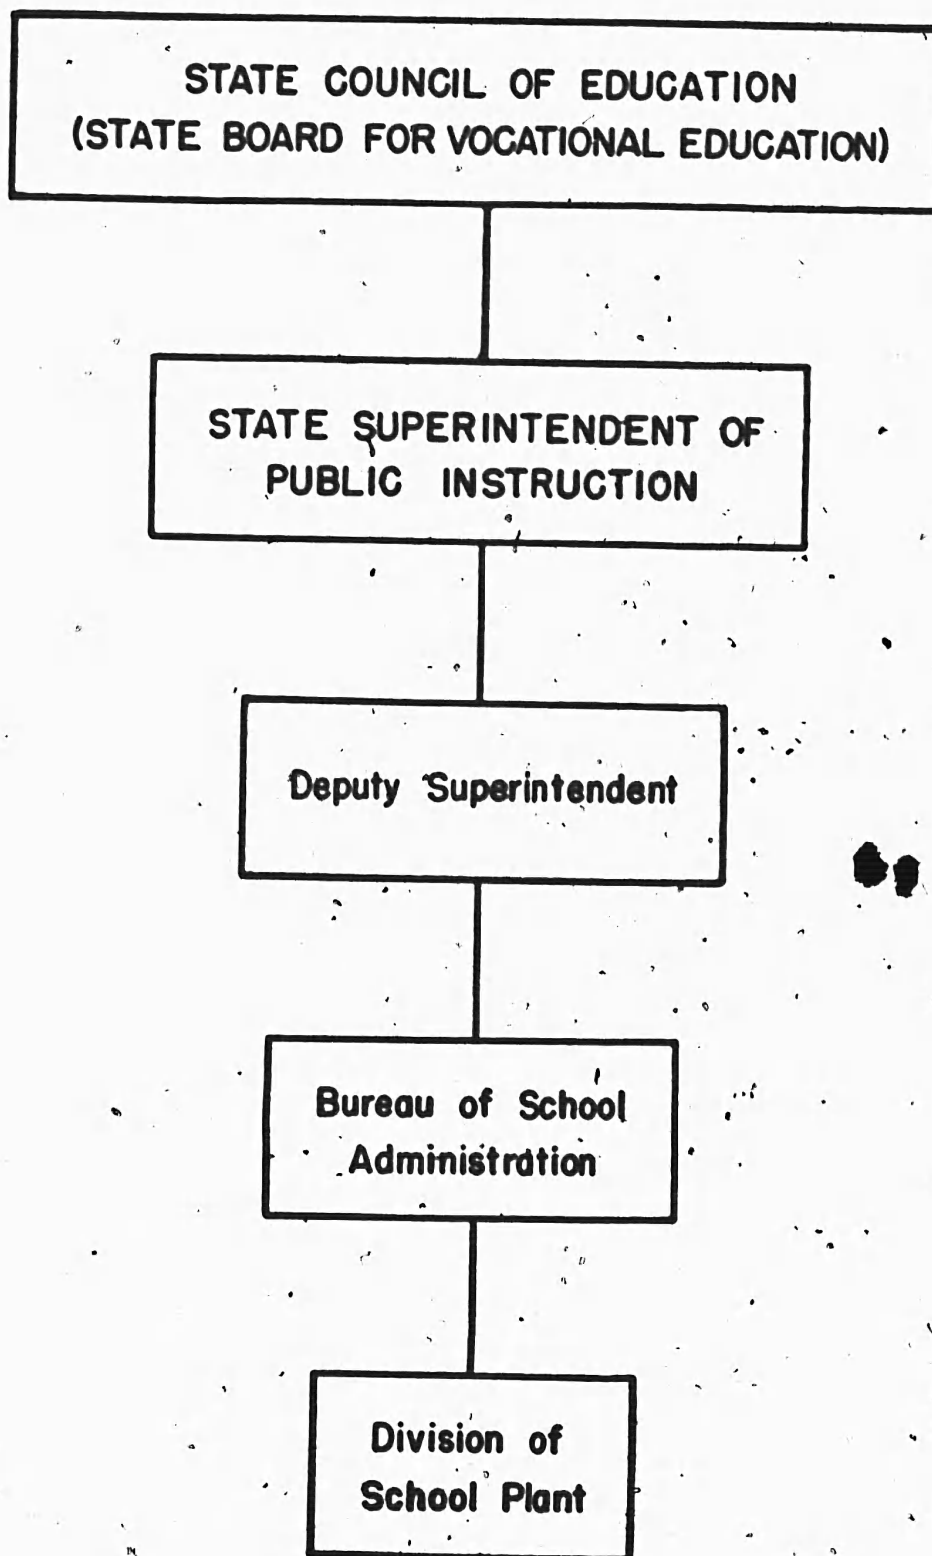 STATE COUNCIL OF EDUCATION
(STATE BOARD FOR VOCATIONAL EDUCATION)
STATE SUPERINTENDENT OF
PUBLIC INSTRUCTION
Deputy Superintendent
Bureau of School
Administration
Division of
School Plant